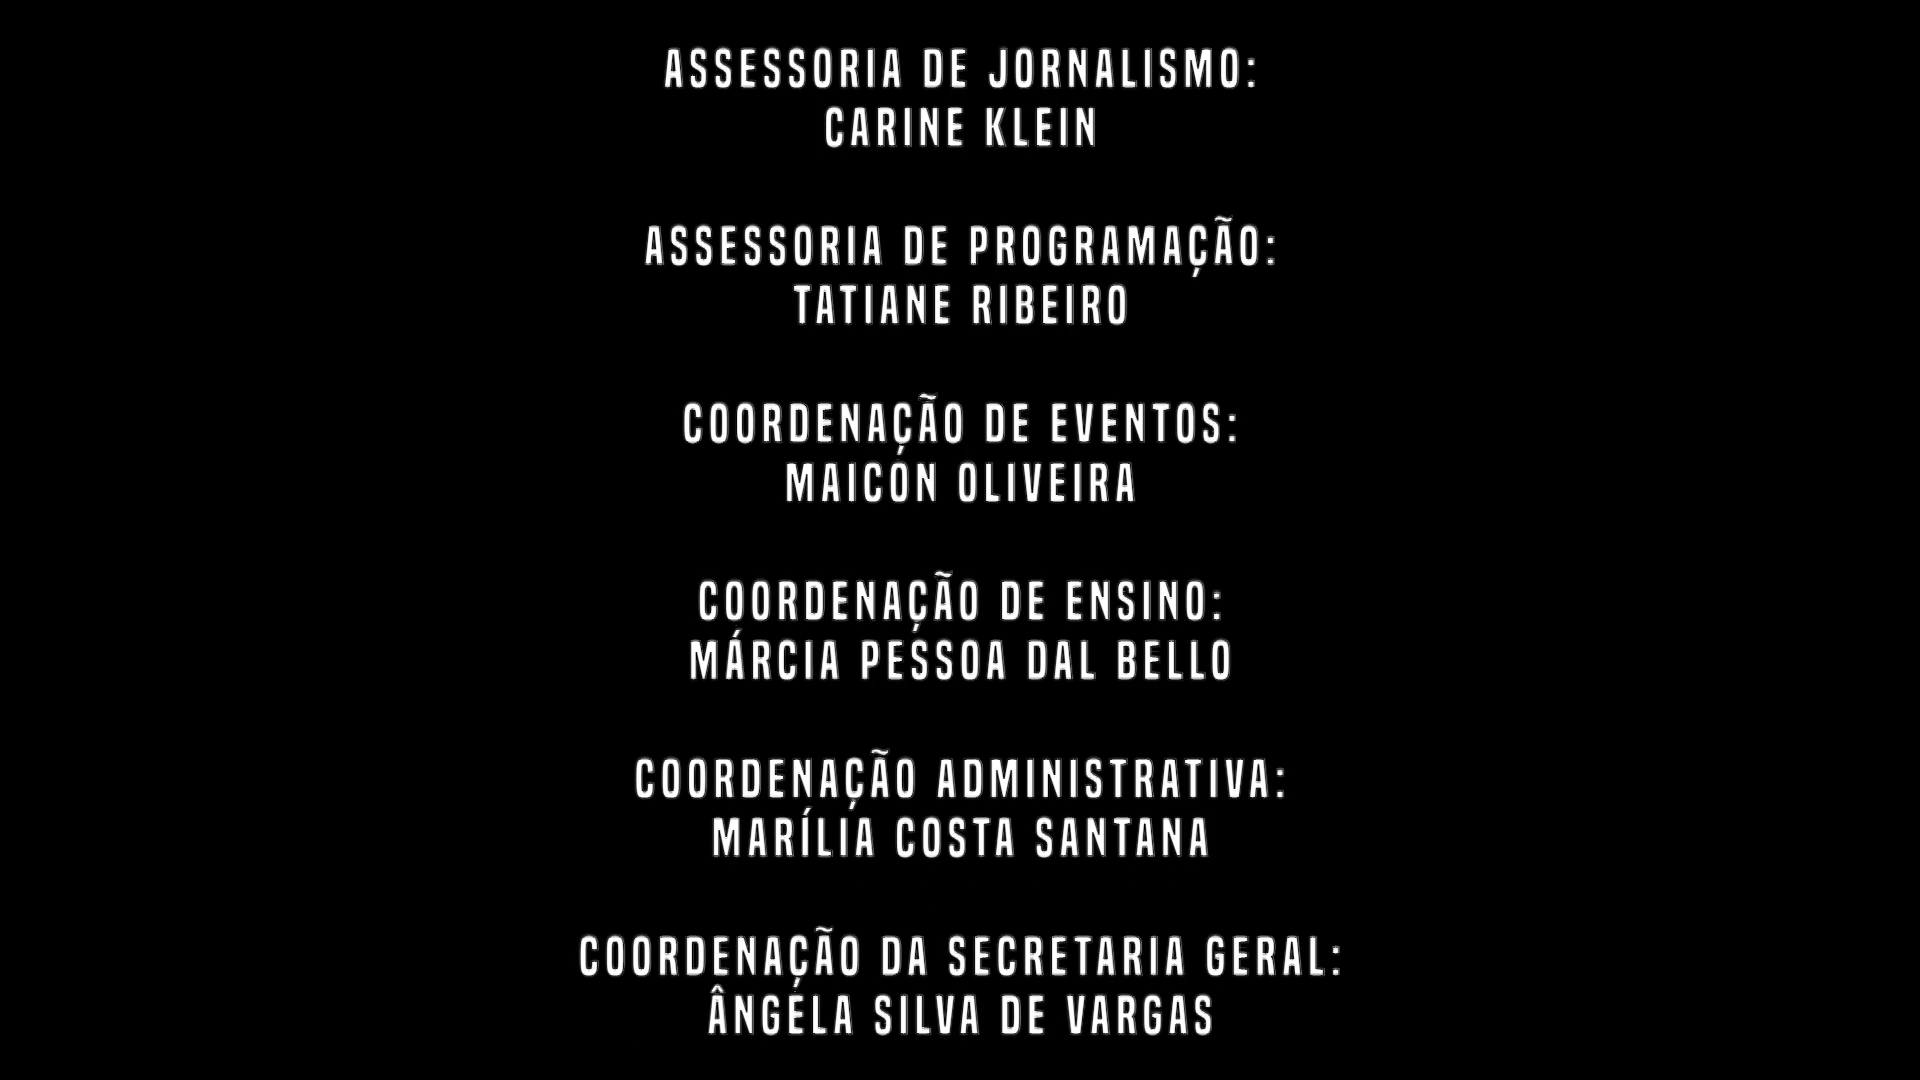 ASSESSORIA DE JORNALISMO:
CARINE KLEIN
ASSESSORIA DE PROGRAMAÇÃO:
TATIANE RIBEIRO
COORDENAÇÃO DE EVENTOS:
MAICON OLIVEIRA
COORDENAÇÃO DE ENSINO:
MÁRCIA PESSOA DAL BELLO
COORDENAÇÃO ADMINISTRATIVA:
MARÍLIA COSTA SANTANA
COORDENAÇÃO DA SECRETARIA GERAL:
ÂNGELA SILVA DE VARGAS